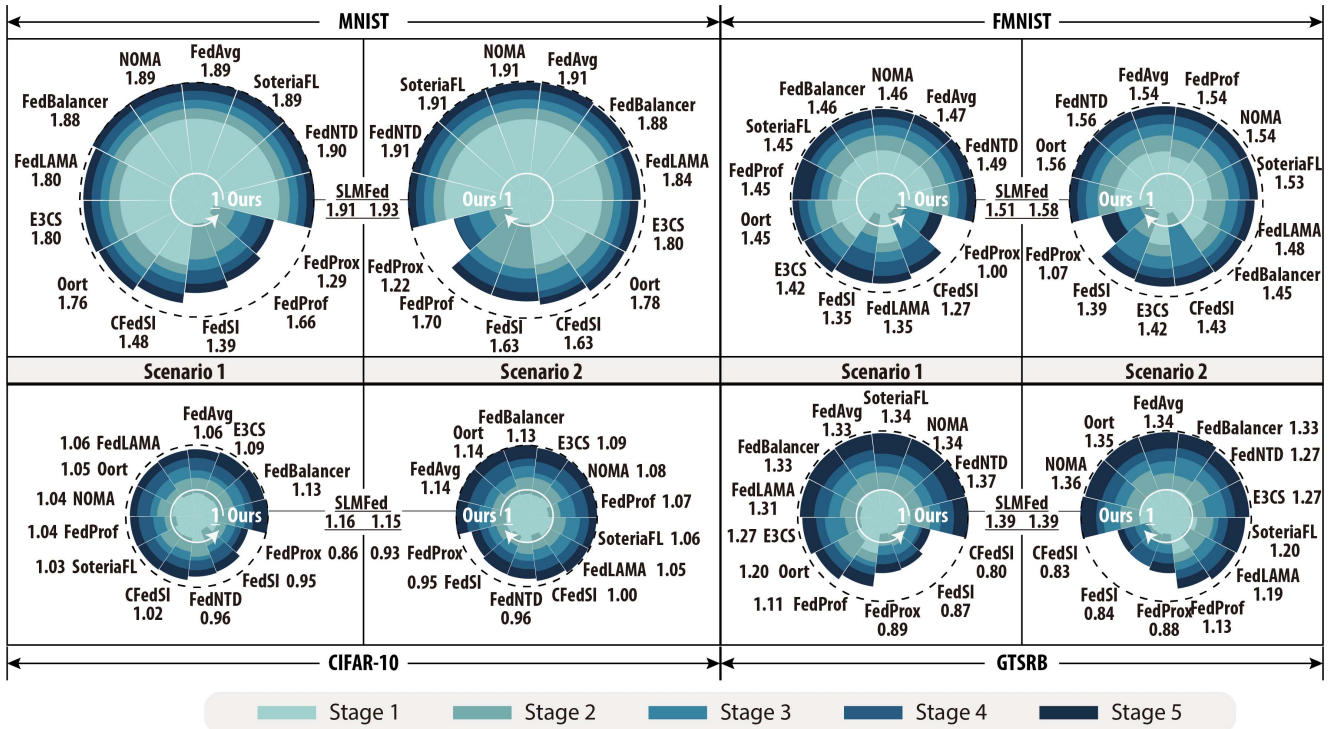 MNIST
FMNIST
NOMA
1.89
FedAvg
1.89
SoteriaFL
1.89
FedNTD
1.90
FedBalancer
1.88
FedLAMA
1.80
E3CS
1.80
Oort
1.76
CFedSI
1.48
FedSI
1.39
FedProf
1.66
FedProx
1.29
1 Ours
SLMFed
1.91 1.93
NOMA
1.91
FedAvg
1.91
SoteriaFL
1.91
FedBalancer
1.88
FedNTD
1.91
FedLAMA
1.84
E3CS
1.80
Oort
1.78
CFedSI
1.63
FedSI
1.63
FedProf
1.70
FedProx
1.22
Ours 1
NOMA
1.46
FedBalancer
1.46
FedAvg
1.47
SoteriaFL
1.45
FedNTD
1.49
FedProf
1.45
Oort
1.45
E3CS
1.42
FedSI
1.35
FedLAMA
1.35
CFedSI
1.27
FedProx
1.00
1 Ours
SLMFed
1.51 1.58
FedAvg
1.54
FedProf
1.54
FedNTD
1.56
NOMA
1.54
Oort
1.56
SoteriaFL
1.53
FedLAMA
1.48
FedBalancer
1.45
CFedSI
1.43
E3CS
1.42
FedSI
1.39
FedProx
1.07
Ours 1
Scenario 1
Scenario 2
Scenario 1
Scenario 2
FedAvg
1.06
E3CS
1.09
1.06 FedLAMA
1.05 Oort
FedBalancer
1.13
1.04 NOMA
1.04 FedProf
1.03 SoteriaFL
CFedSI
1.02
FedNTD
0.96
FedSI 0.95
FedProx 0.86
1 Ours
SLMFed
1.16 1.15
FedBalancer
1.13
Oort
1.14
E3CS 1.09
FedAvg
1.14
NOMA 1.08
FedProf 1.07
SoteriaFL 1.06
FedLAMA 1.05
CFedSI 1.00
FedNTD
0.96
0.95 FedSI
0.93 FedProx
Ours 1
SoteriaFL
1.34
FedAvg
1.33
NOMA
1.34
FedBalancer
1.33
FedNTD
1.37
FedLAMA
1.31
1.27 E3CS
1.20 Oort
1.11 FedProf
FedProx
0.89
FedSI
0.87
CFedSI
0.80
1 Ours
SLMFed
1.39 1.39
FedAvg
1.34
FedBalancer 1.33
Oort
1.35
FedNTD 1.27
NOMA
1.36
E3CS 1.27
SoteriaFL
1.20
FedLAMA
1.19
FedProf
1.13
FedProx
0.88
FedSI
0.84
CFedSI
0.83
Ours 1
CIFAR-10
GTSRB
Stage 1
Stage 2
Stage 3
Stage 4
Stage 5